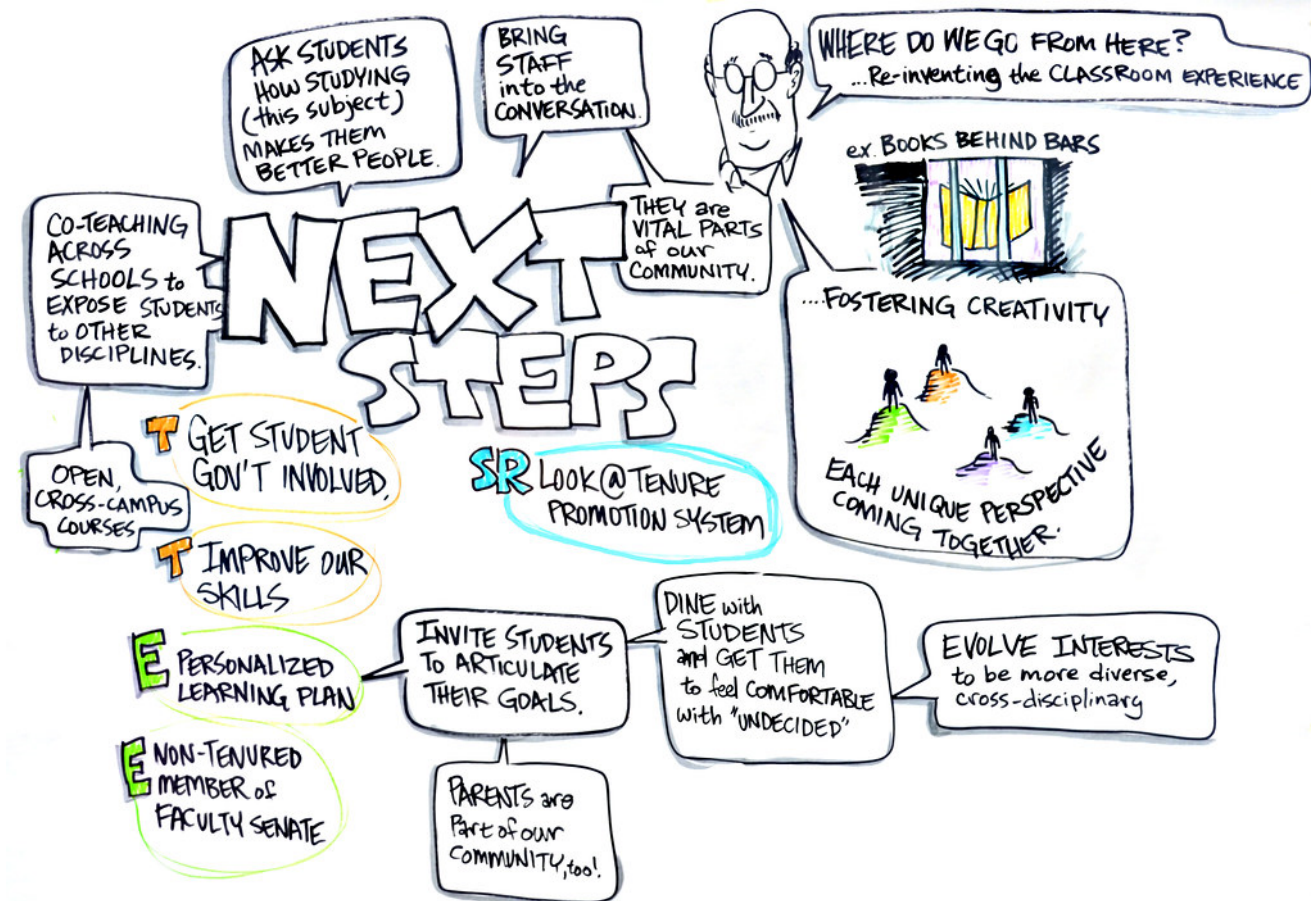 ASK STUDENTS
HOW STUDYING
(this subject)
MAKES THEM
BETTER PEOPLE.
BRING
STAFF
into the
CONVERSATION.
THEY are
VITAL PARTS
of our
COMMUNITY.
WHERE DO WE GO FROM HERE?
...Re-inventing the CLASSROOM EXPERIENCE
ex. BOOKS BEHIND BARS
....FOSTERING CREATIVITY
EACH UNIQUE PERSPECTIVE
COMING TOGETHER.
NEXT
STEPS
CO-TEACHING
ACROSS
SCHOOLS to
EXPOSE STUDENTS
to OTHER
DISCIPLINES.
OPEN,
CROSS-CAMPUS
COURSES
T GET STUDENT
GOV'T INVOLVED.
T IMPROVE OUR
SKILLS
SR LOOK @ TENURE
PROMOTION SYSTEM
E PERSONALIZED
LEARNING PLAN
INVITE STUDENTS
TO ARTICULATE
THEIR GOALS.
PARENTS are
Part of our
COMMUNITY, too!
DINE with
STUDENTS
and GET THEM
to feel COMFORTABLE
with "UNDECIDED"
EVOLVE INTERESTS
to be more diverse,
cross-disciplinary
E NON-TENURED
MEMBER of
FACULTY SENATE